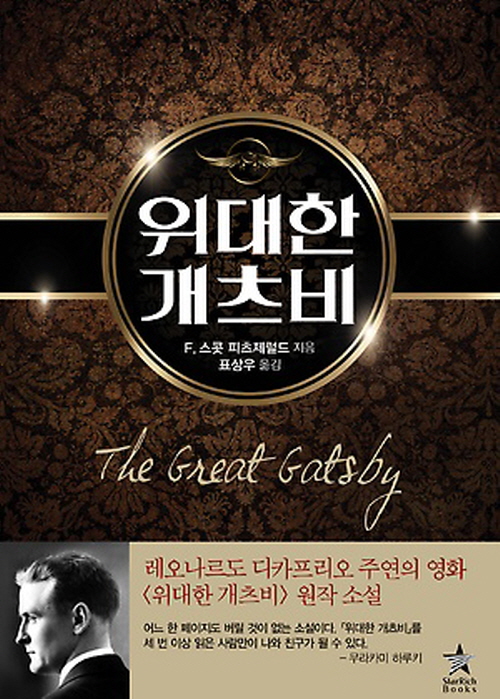 위대한
개츠비
F. 스콧 피츠제럴드 지음
표상우 옮김
The Great Gatsby
레오나르도 디카프리오 주연의 영화
<위대한 개츠비> 원작 소설
어느 한 페이지도 버릴 것이 없는 소설이다. 「위대한 개츠비」를
세 번 이상 읽은 사람만이 나와 친구가 될 수 있다.
- 무라카미 하루키
StarRich
Books